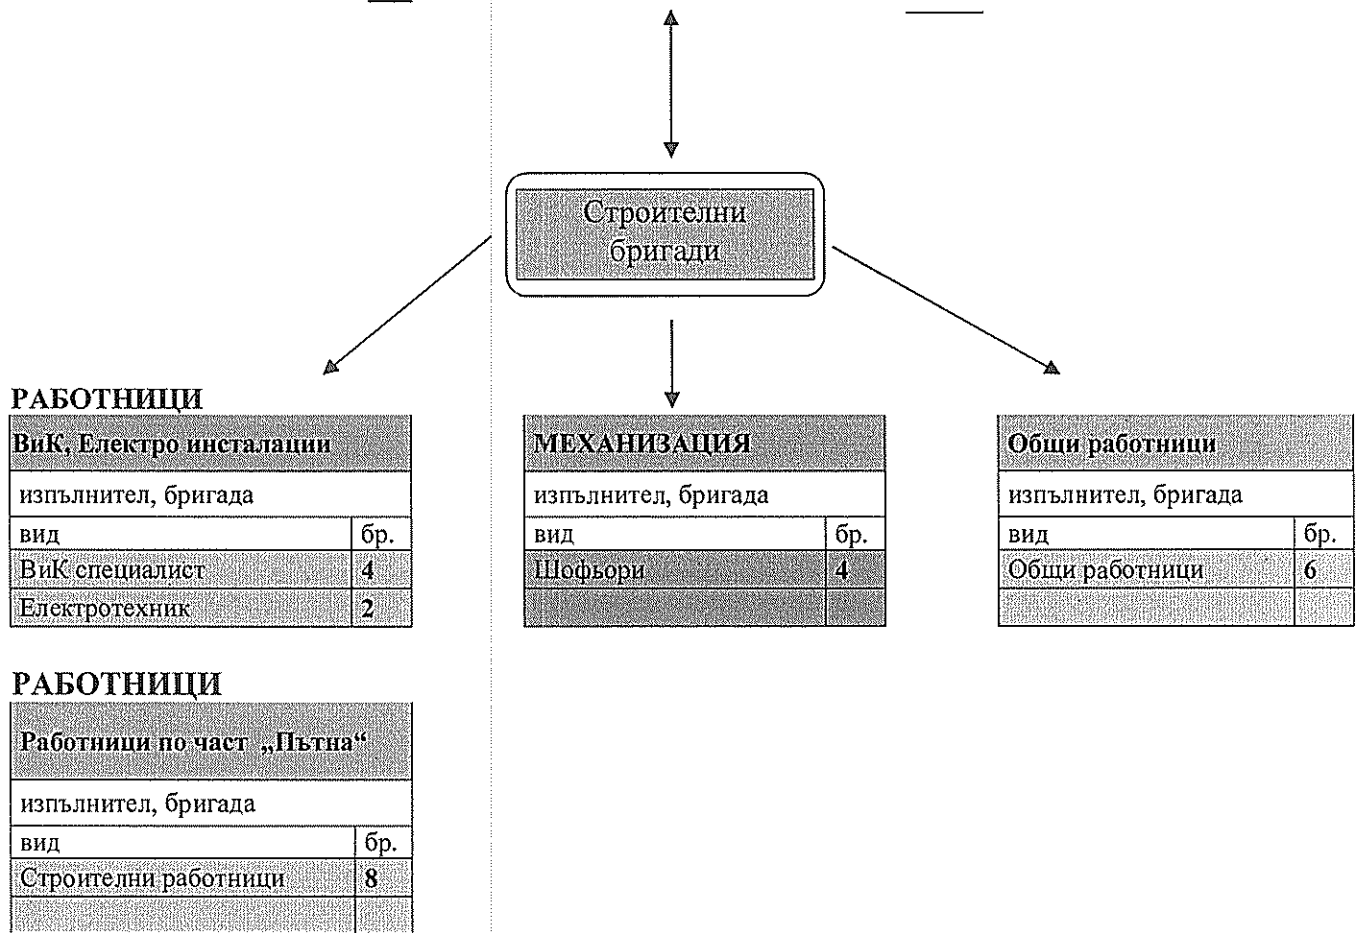 Строителни
бригади
РАБОТНИЦИ
ВиК, Електро инсталации
изпълнител, бригада
вид бр.
ВиК специалист 4
Електротехник 2
МЕХАНИЗАЦИЯ
изпълнител, бригада
вид бр.
Шофьори 4
Общи работници
изпълнител, бригада
вид бр.
Общи работници 6
РАБОТНИЦИ
Работници по част „Пътна“
изпълнител, бригада
вид бр.
Строителни работници 8